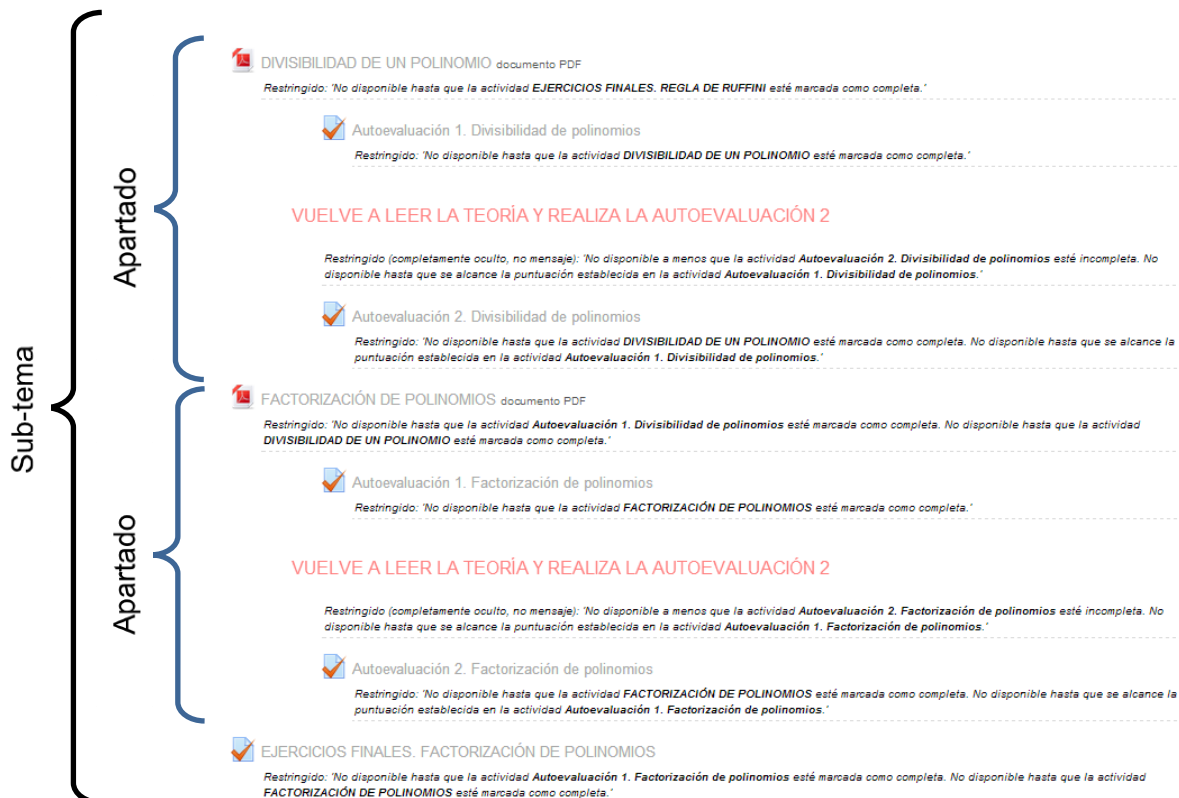 Sub-tema
Apartado
DIVISIBILIDAD DE UN POLINOMIO documento PDF
Restringido: 'No disponible hasta que la actividad EJERCICIOS FINALES. REGLA DE RUFFINI esté marcada como completa.'
Autoevaluación 1. Divisibilidad de polinomios
Restringido: 'No disponible hasta que la actividad DIVISIBILIDAD DE UN POLINOMIO esté marcada como completa.'
VUELVE A LEER LA TEORÍA Y REALIZA LA AUTOEVALUACIÓN 2
Restringido (completamente oculto, no mensaje): 'No disponible a menos que la actividad Autoevaluación 2. Divisibilidad de polinomios esté incompleta. No
disponible hasta que se alcance la puntuación establecida en la actividad Autoevaluación 1. Divisibilidad de polinomios.'
Autoevaluación 2. Divisibilidad de polinomios
Restringido: 'No disponible hasta que la actividad DIVISIBILIDAD DE UN POLINOMIO esté marcada como completa. No disponible hasta que se alcance la
puntuación establecida en la actividad Autoevaluación 1. Divisibilidad de polinomios.'
Apartado
FACTORIZACIÓN DE POLINOMIOS documento PDF
Restringido: 'No disponible hasta que la actividad Autoevaluación 1. Divisibilidad de polinomios esté marcada como completa. No disponible hasta que la actividad
DIVISIBILIDAD DE UN POLINOMIO esté marcada como completa.'
Autoevaluación 1. Factorización de polinomios
Restringido: 'No disponible hasta que la actividad FACTORIZACIÓN DE POLINOMIOS esté marcada como completa.'
VUELVE A LEER LA TEORÍA Y REALIZA LA AUTOEVALUACIÓN 2
Restringido (completamente oculto, no mensaje): 'No disponible a menos que la actividad Autoevaluación 2. Factorización de polinomios esté incompleta. No
disponible hasta que se alcance la puntuación establecida en la actividad Autoevaluación 1. Factorización de polinomios.'
Autoevaluación 2. Factorización de polinomios
Restringido: 'No disponible hasta que la actividad FACTORIZACIÓN DE POLINOMIOS esté marcada como completa. No disponible hasta que se alcance la
puntuación establecida en la actividad Autoevaluación 1. Factorización de polinomios.'
EJERCICIOS FINALES. FACTORIZACIÓN DE POLINOMIOS
Restringido: 'No disponible hasta que la actividad Autoevaluación 1. Factorización de polinomios esté marcada como completa. No disponible hasta que la actividad
FACTORIZACIÓN DE POLINOMIOS esté marcada como completa.'